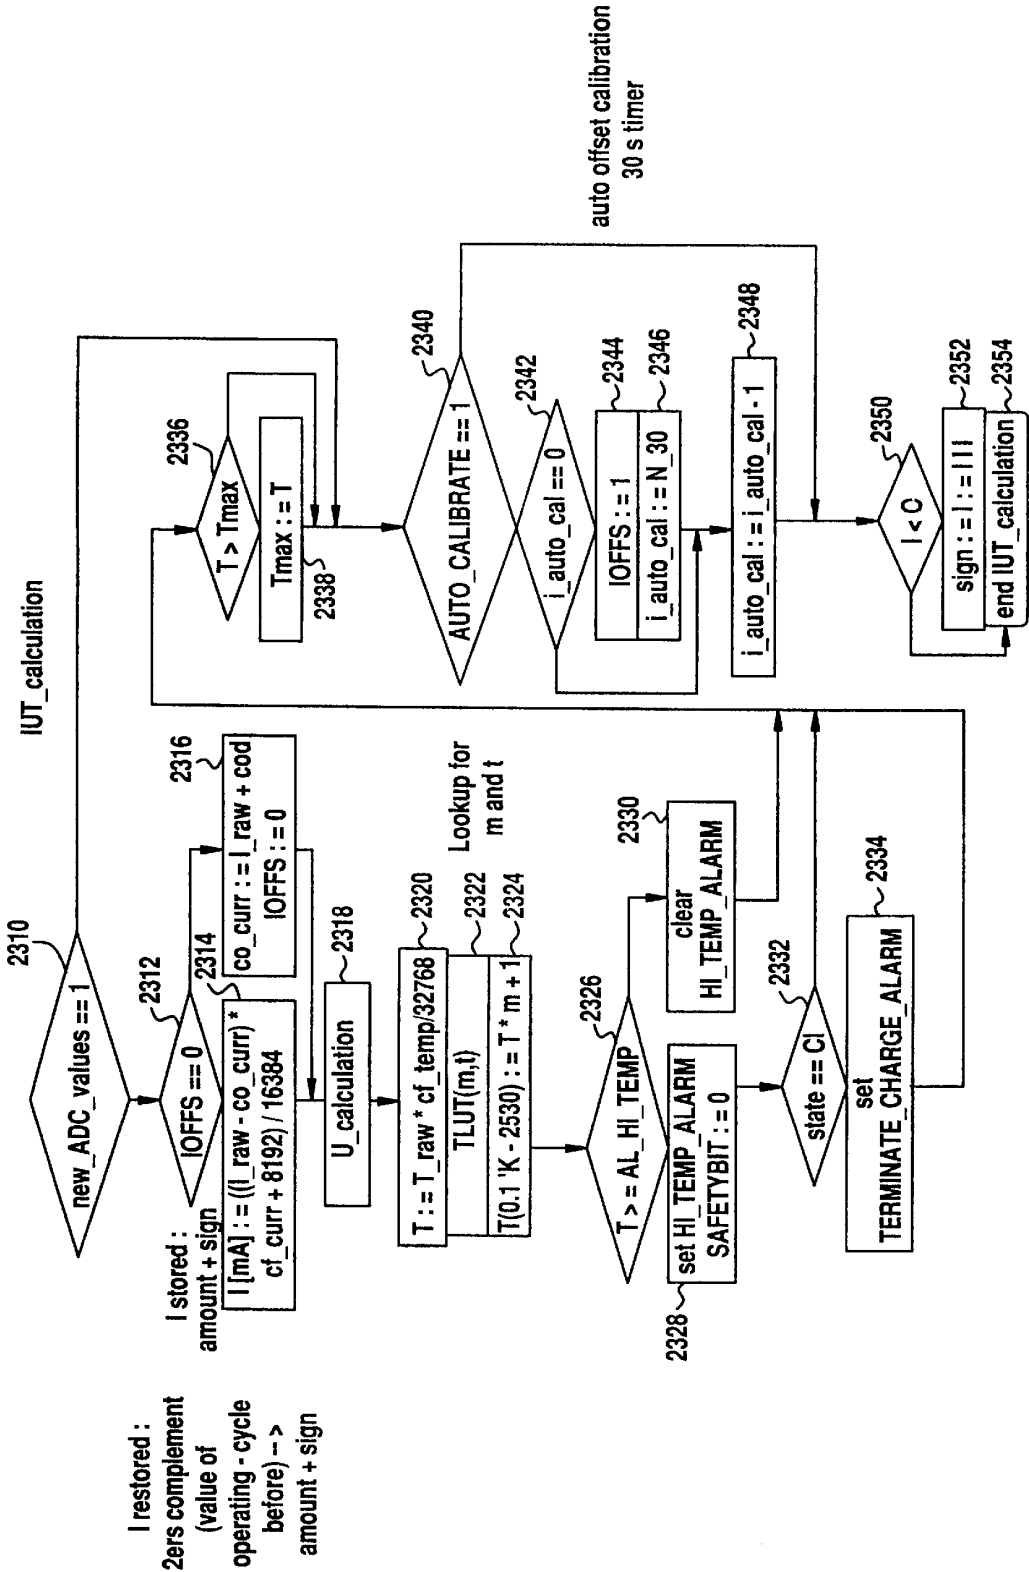 IUT_calculation
I restored :
2ers complement
(value of
operating - cycle
before) -- >
amount + sign
I stored :
amount + sign
new_ADC_values == 1
2310
IOFFS == 0
2312
I [mA] : = ((I_raw - co_curr) *
cf_curr + 8192) / 16384
2314
co_curr : = I_raw + cod
IOFFS : = 0
2316
U_calculation
2318
T : = T_raw * cf_temp/32768
2320
TLUT(m,t)
2322
T(0.1 °K - 2530) : = T * m + 1
2324
Lookup for
m and t
T > = AL_HI_TEMP
2326
set HI_TEMP_ALARM
SAFETYBIT : = 0
2328
clear
HI_TEMP_ALARM
2330
state == CI
2332
set
TERMINATE_CHARGE_ALARM
2334
T > Tmax
2336
Tmax : = T
2338
AUTO_CALIBRATE == 1
2340
i_auto_cal == 0
2342
IOFFS : = 1
2344
i_auto_cal : = N_30
2346
i_auto_cal : = i_auto_cal - 1
2348
auto offset calibration
30 s timer
I < O
2350
sign : = I : = I I I
2352
end IUT_calculation
2354